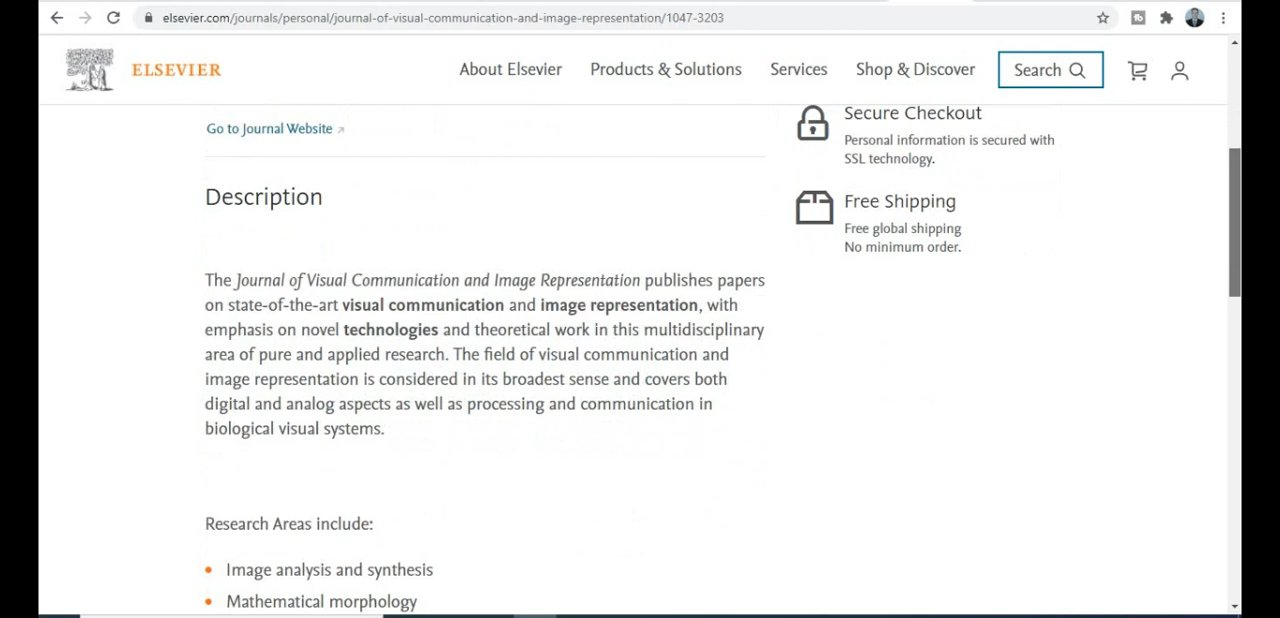 elsevier.com/journals/personal/journal-of-visual-communication-and-image-representation/1047-3203
ELSEVIER
About Elsevier Products & Solutions Services Shop & Discover Search
Go to Journal Website
Secure Checkout
Personal information is secured with
SSL technology.
Free Shipping
Free global shipping
No minimum order.
Description
The Journal of Visual Communication and Image Representation publishes papers
on state-of-the-art visual communication and image representation, with
emphasis on novel technologies and theoretical work in this multidisciplinary
area of pure and applied research. The field of visual communication and
image representation is considered in its broadest sense and covers both
digital and analog aspects as well as processing and communication in
biological visual systems.
Research Areas include:
Image analysis and synthesis
Mathematical morphology